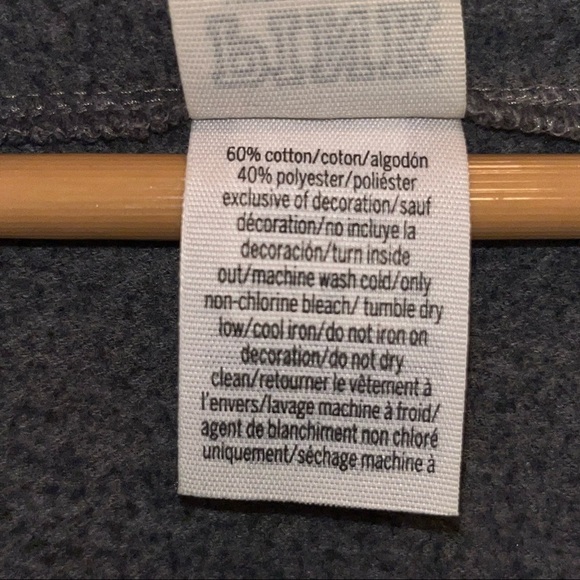 PINK
60% cotton/coton/algodón
40% polyester/poliéster
exclusive of decoration/sauf
décoration/no incluye la
decoración/turn inside
out/machine wash cold/only
non-chlorine bleach/ tumble dry
low/cool iron/do not iron on
decoration/do not dry
clean/retourner le vêtement à
l'envers/lavage machine à froid/
agent de blanchiment non chloré
uniquement/séchage machine à